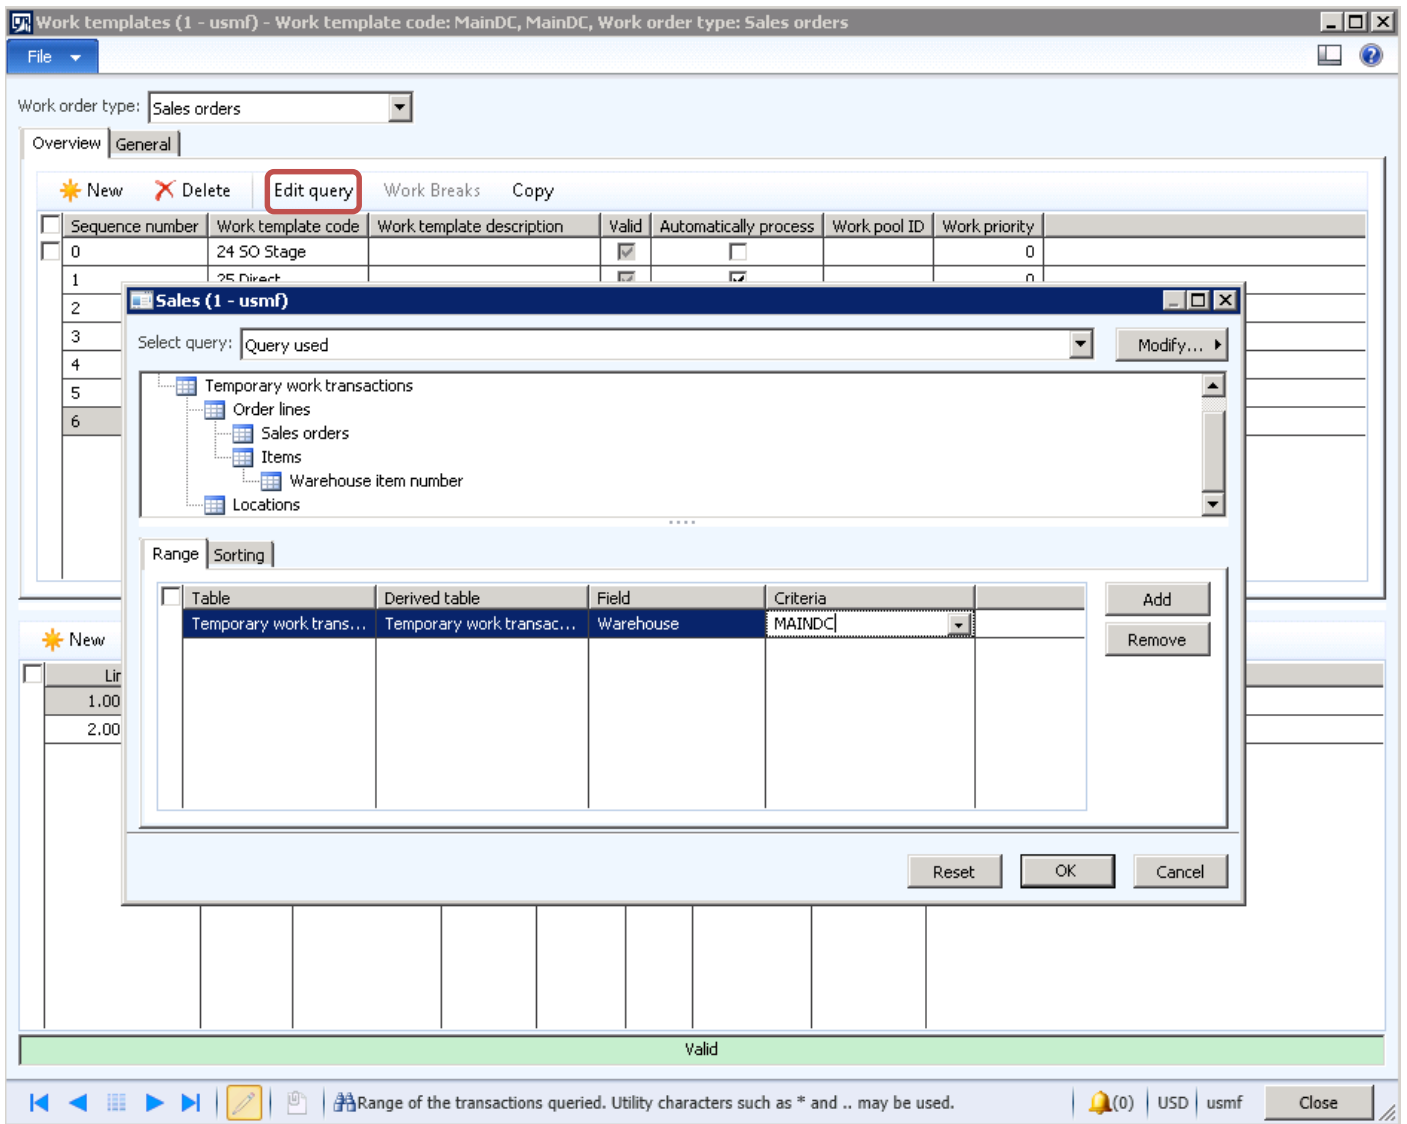 Work templates (1 - usmf) - Work template code: MainDC, MainDC, Work order type: Sales orders
File
Work order type: Sales orders
Overview General
New Delete Edit query Work Breaks Copy
Sequence number Work template code Work template description Valid Automatically process Work pool ID Work priority
0 24 SO Stage 0
1 25 Direct 0
2
3
4
5
6
Sales (1 - usmf)
Select query: Query used Modify...
Temporary work transactions
Order lines
Sales orders
Items
Warehouse item number
Locations
Range Sorting
Table Derived table Field Criteria
Temporary work trans... Temporary work transac... Warehouse MAINDC
Add
Remove
Reset OK Cancel
New
1.00
2.00
Valid
Range of the transactions queried. Utility characters such as * and .. may be used. (0) USD usmf Close